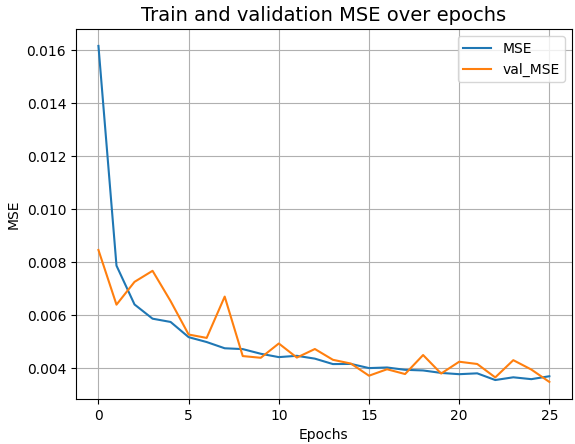 Train and validation MSE over epochs
MSE
val_MSE
0.016
0.014
0.012
0.010
0.008
0.006
0.004
MSE
0 5 10 15 20 25
Epochs